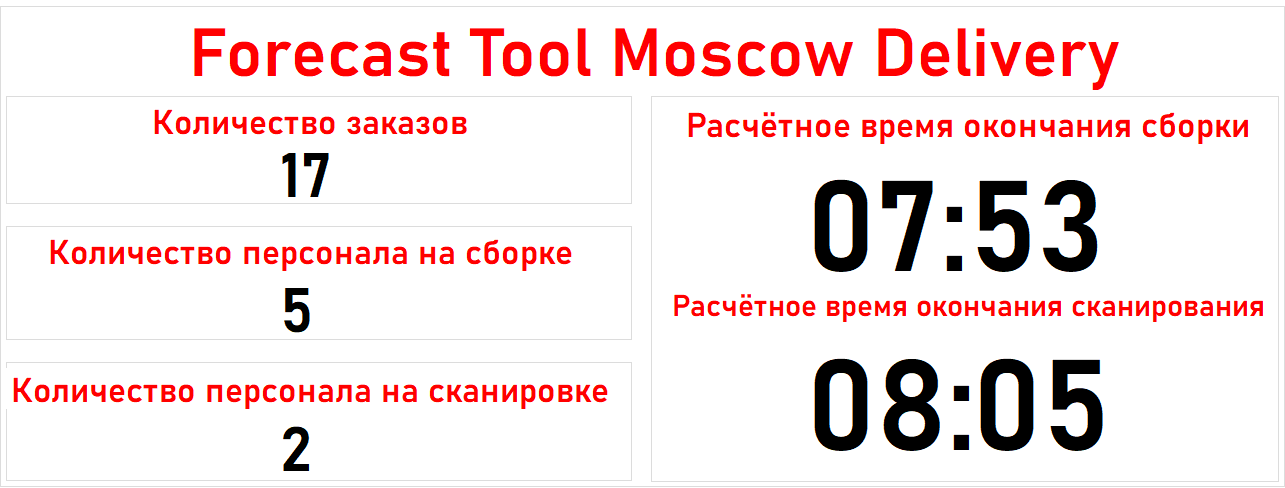 Forecast Tool Moscow Delivery
Количество заказов
17
Количество персонала на сборке
5
Количество персонала на сканировке
2
Расчётное время окончания сборки
07:53
Расчётное время окончания сканирования
08:05